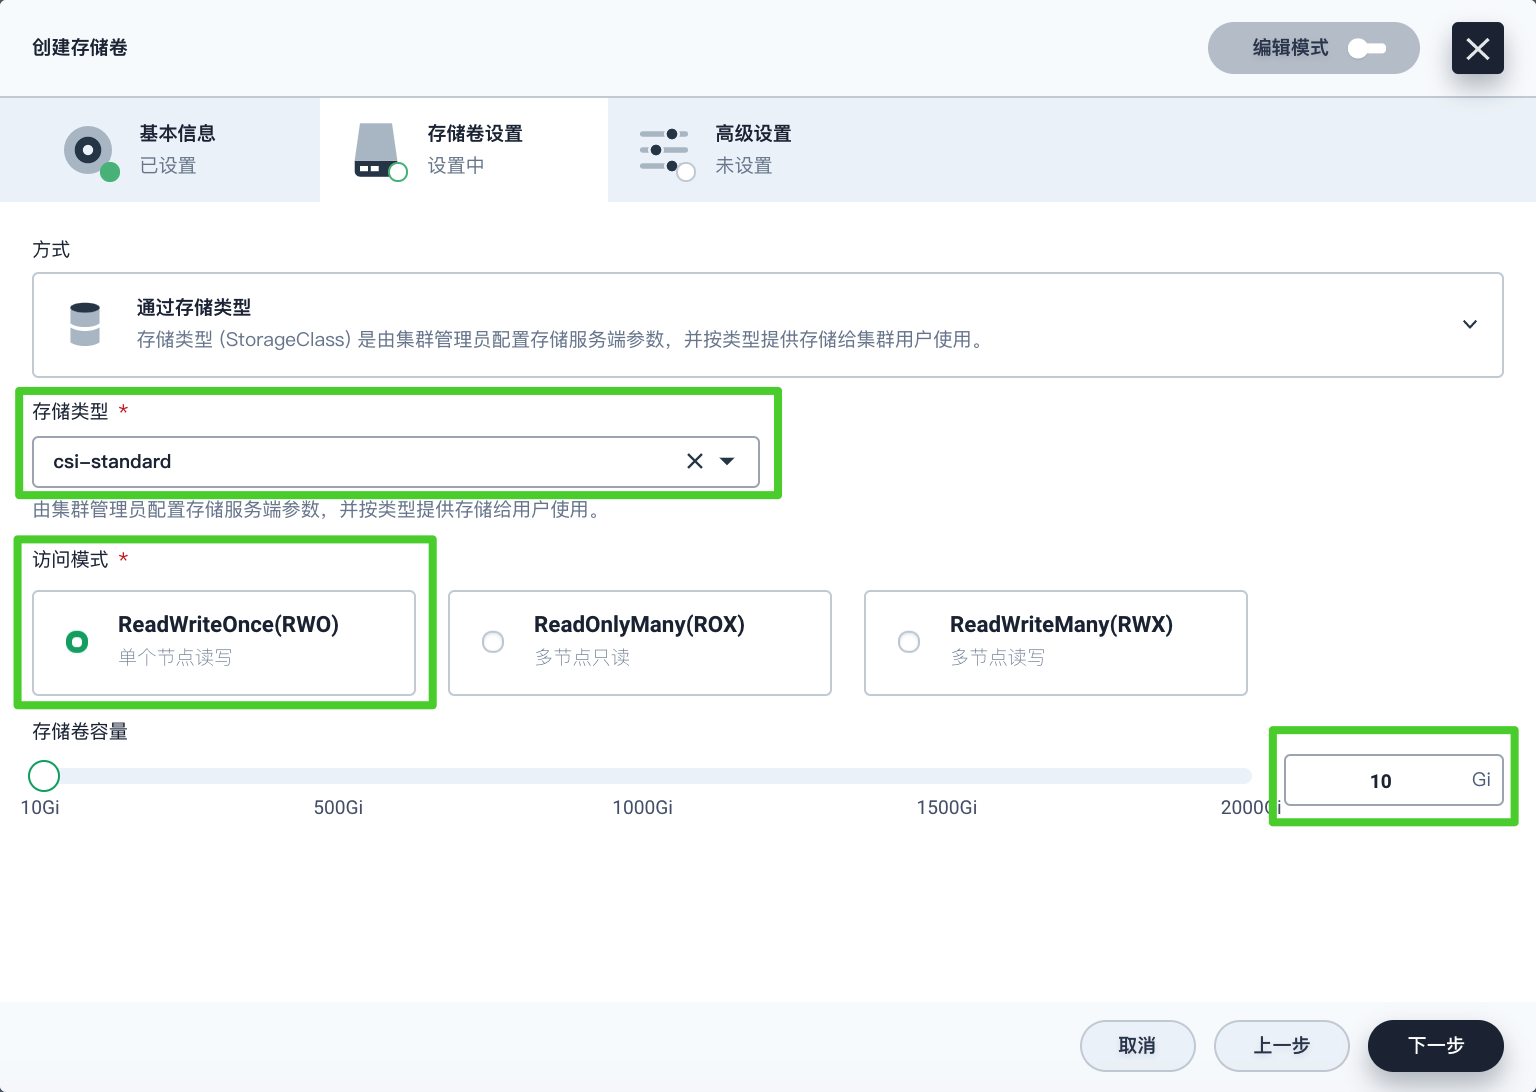 创建存储卷
编辑模式
基本信息
已设置
存储卷设置
设置中
高级设置
未设置
方式
通过存储类型
存储类型 (StorageClass) 是由集群管理员配置存储服务端参数，并按类型提供存储给集群用户使用。
存储类型 *
csi-standard
由集群管理员配置存储服务端参数，并按类型提供存储给用户使用。
访问模式 *
ReadWriteOnce(RWO)
单个节点读写
ReadOnlyMany(ROX)
多节点只读
ReadWriteMany(RWX)
多节点读写
存储卷容量
10Gi
500Gi
1000Gi
1500Gi
2000Gi
10 Gi
取消
上一步
下一步